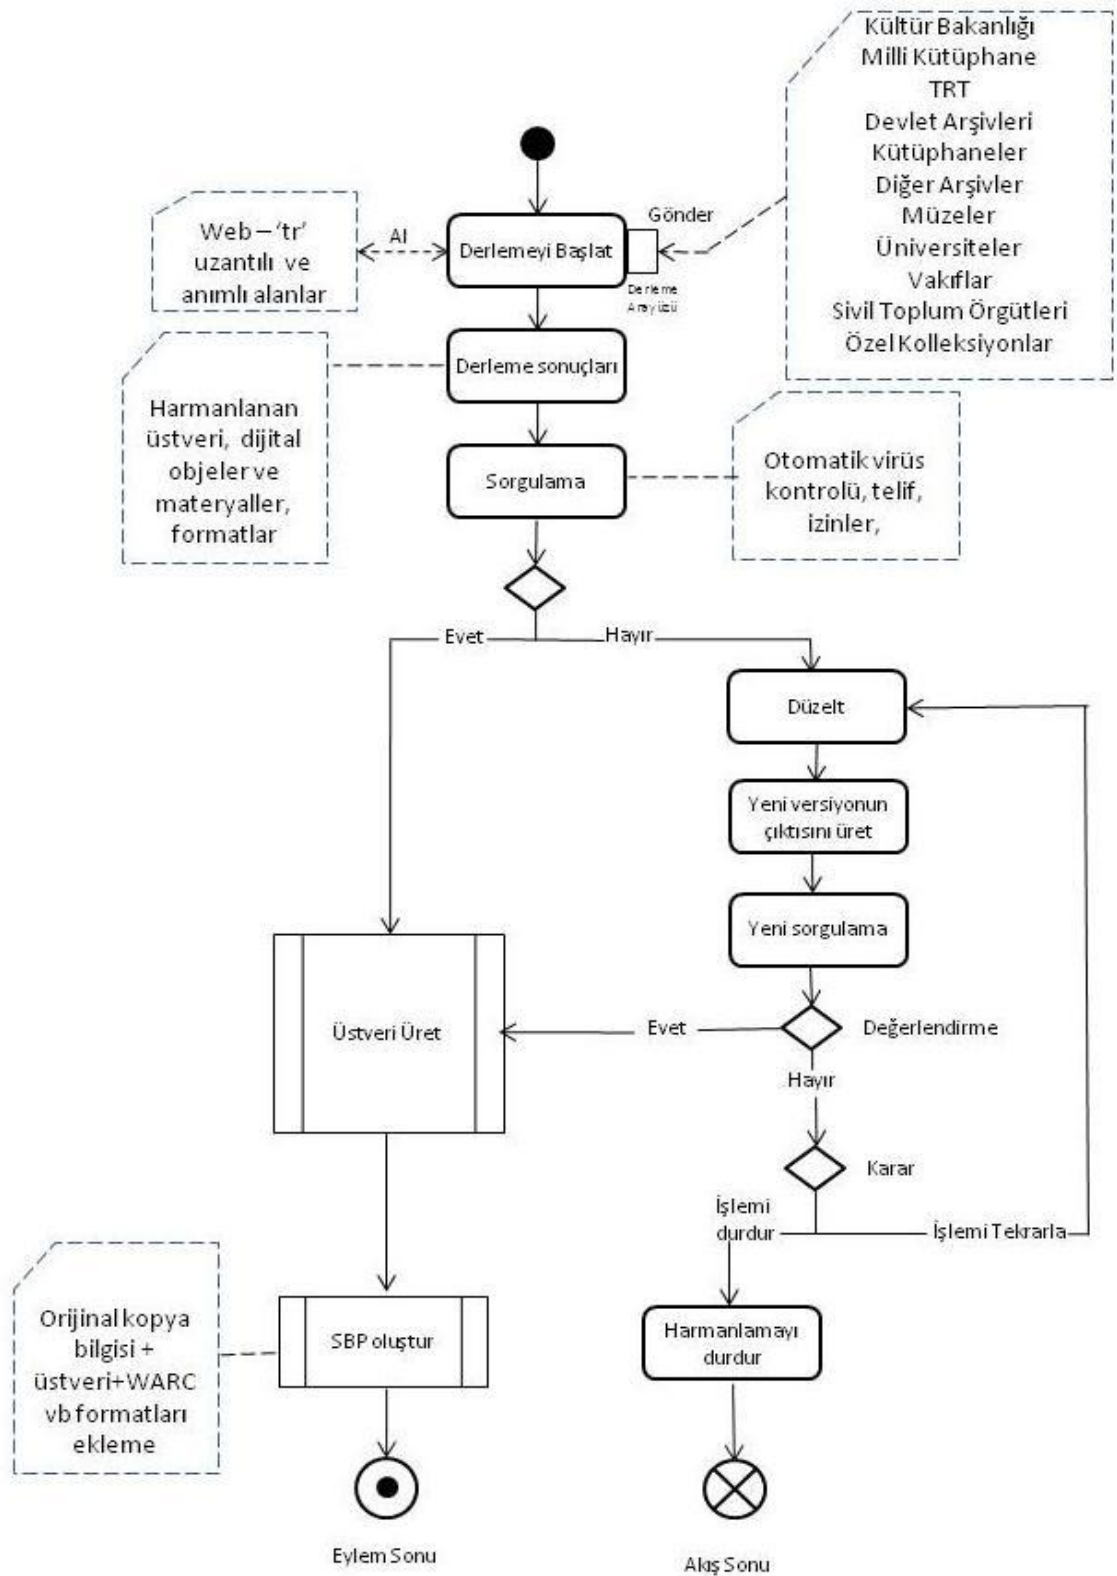 Kültür Bakanlığı
Milli Kütüphane
TRT
Devlet Arşivleri
Kütüphaneler
Diğer Arşivler
Müzeler
Üniversiteler
Vakıflar
Sivil Toplum Örgütleri
Özel Kolleksiyonlar
Gönder
Web – 'tr'
uzantılı ve
anımlı alanlar
Al
Derlemeyi Başlat
Derleme
Arayüzü
Derleme sonuçları
Harmanlanan
üstveri, dijital
objeler ve
materyaller,
formatlar
Sorgulama
Otomatik virüs
kontrolü, telif,
izinler,
Evet
Hayır
Düzelt
Yeni versiyonun
çıktısını üret
Yeni sorgulama
Üstveri Üret
Evet
Değerlendirme
Hayır
Karar
İşlemi
durdur
İşlemi Tekrarla
Orijinal kopya
bilgisi +
üstveri+WARC
vb formatları
ekleme
SBP oluştur
Harmanlamayı
durdur
Eylem Sonu
Akış Sonu